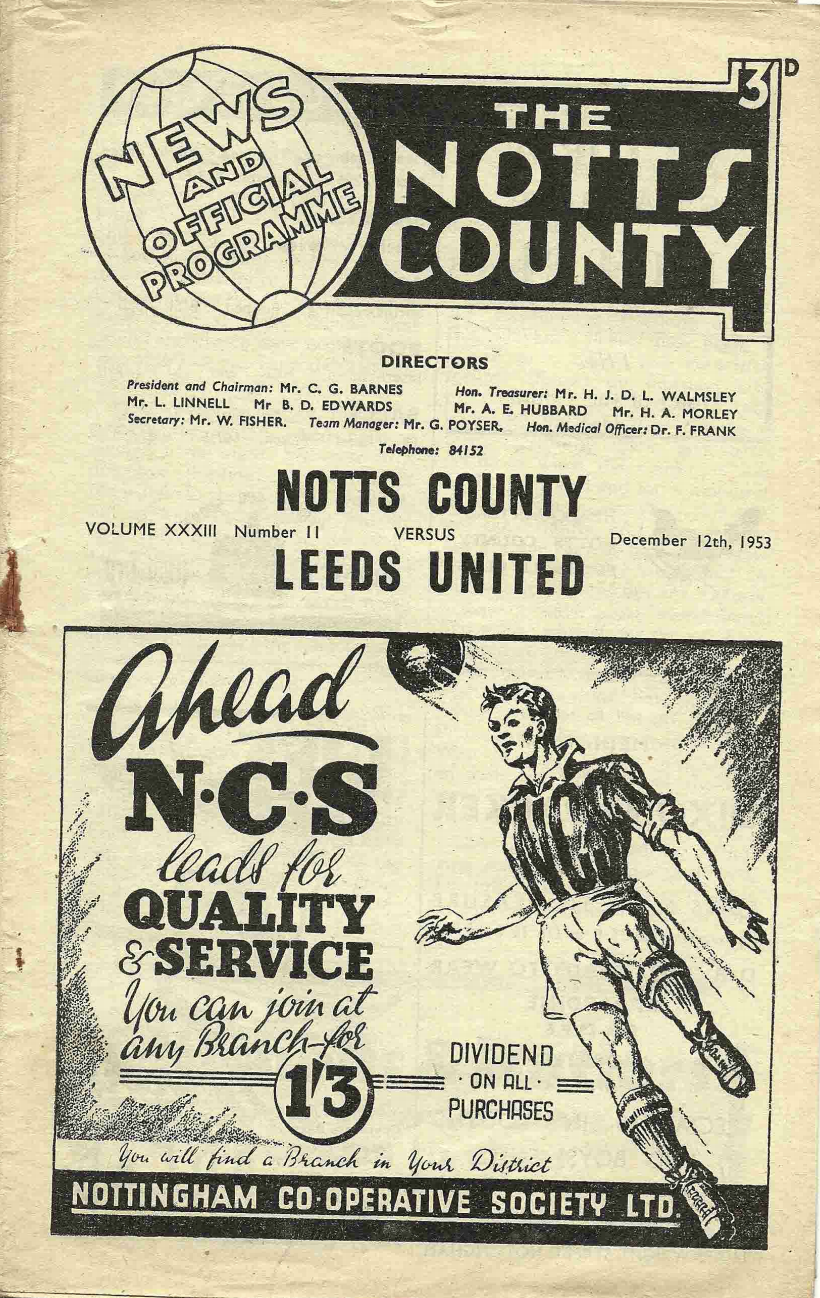 3D
NEWS
AND
OFFICIAL
PROGRAMME
THE
NOTTS
COUNTY
DIRECTORS
President and Chairman: Mr. C. G. BARNES Hon. Treasurer: Mr. H. J. D. L. WALMSLEY
Mr. L. LINNELL Mr B. D. EDWARDS Mr. A. E. HUBBARD Mr. H. A. MORLEY
Secretary: Mr. W. FISHER. Team Manager: Mr. G. POYSER. Hon. Medical Officer: Dr. F. FRANK
Telephone: 84152
NOTTS COUNTY
VOLUME XXXIII Number 11 VERSUS December 12th, 1953
LEEDS UNITED
Ahead
N·C·S
leads for
QUALITY
& SERVICE
You can join at
any Branch for
1'3
DIVIDEND
· ON ALL ·
PURCHASES
You will find a Branch in Your District
NOTTINGHAM CO·OPERATIVE SOCIETY LTD.